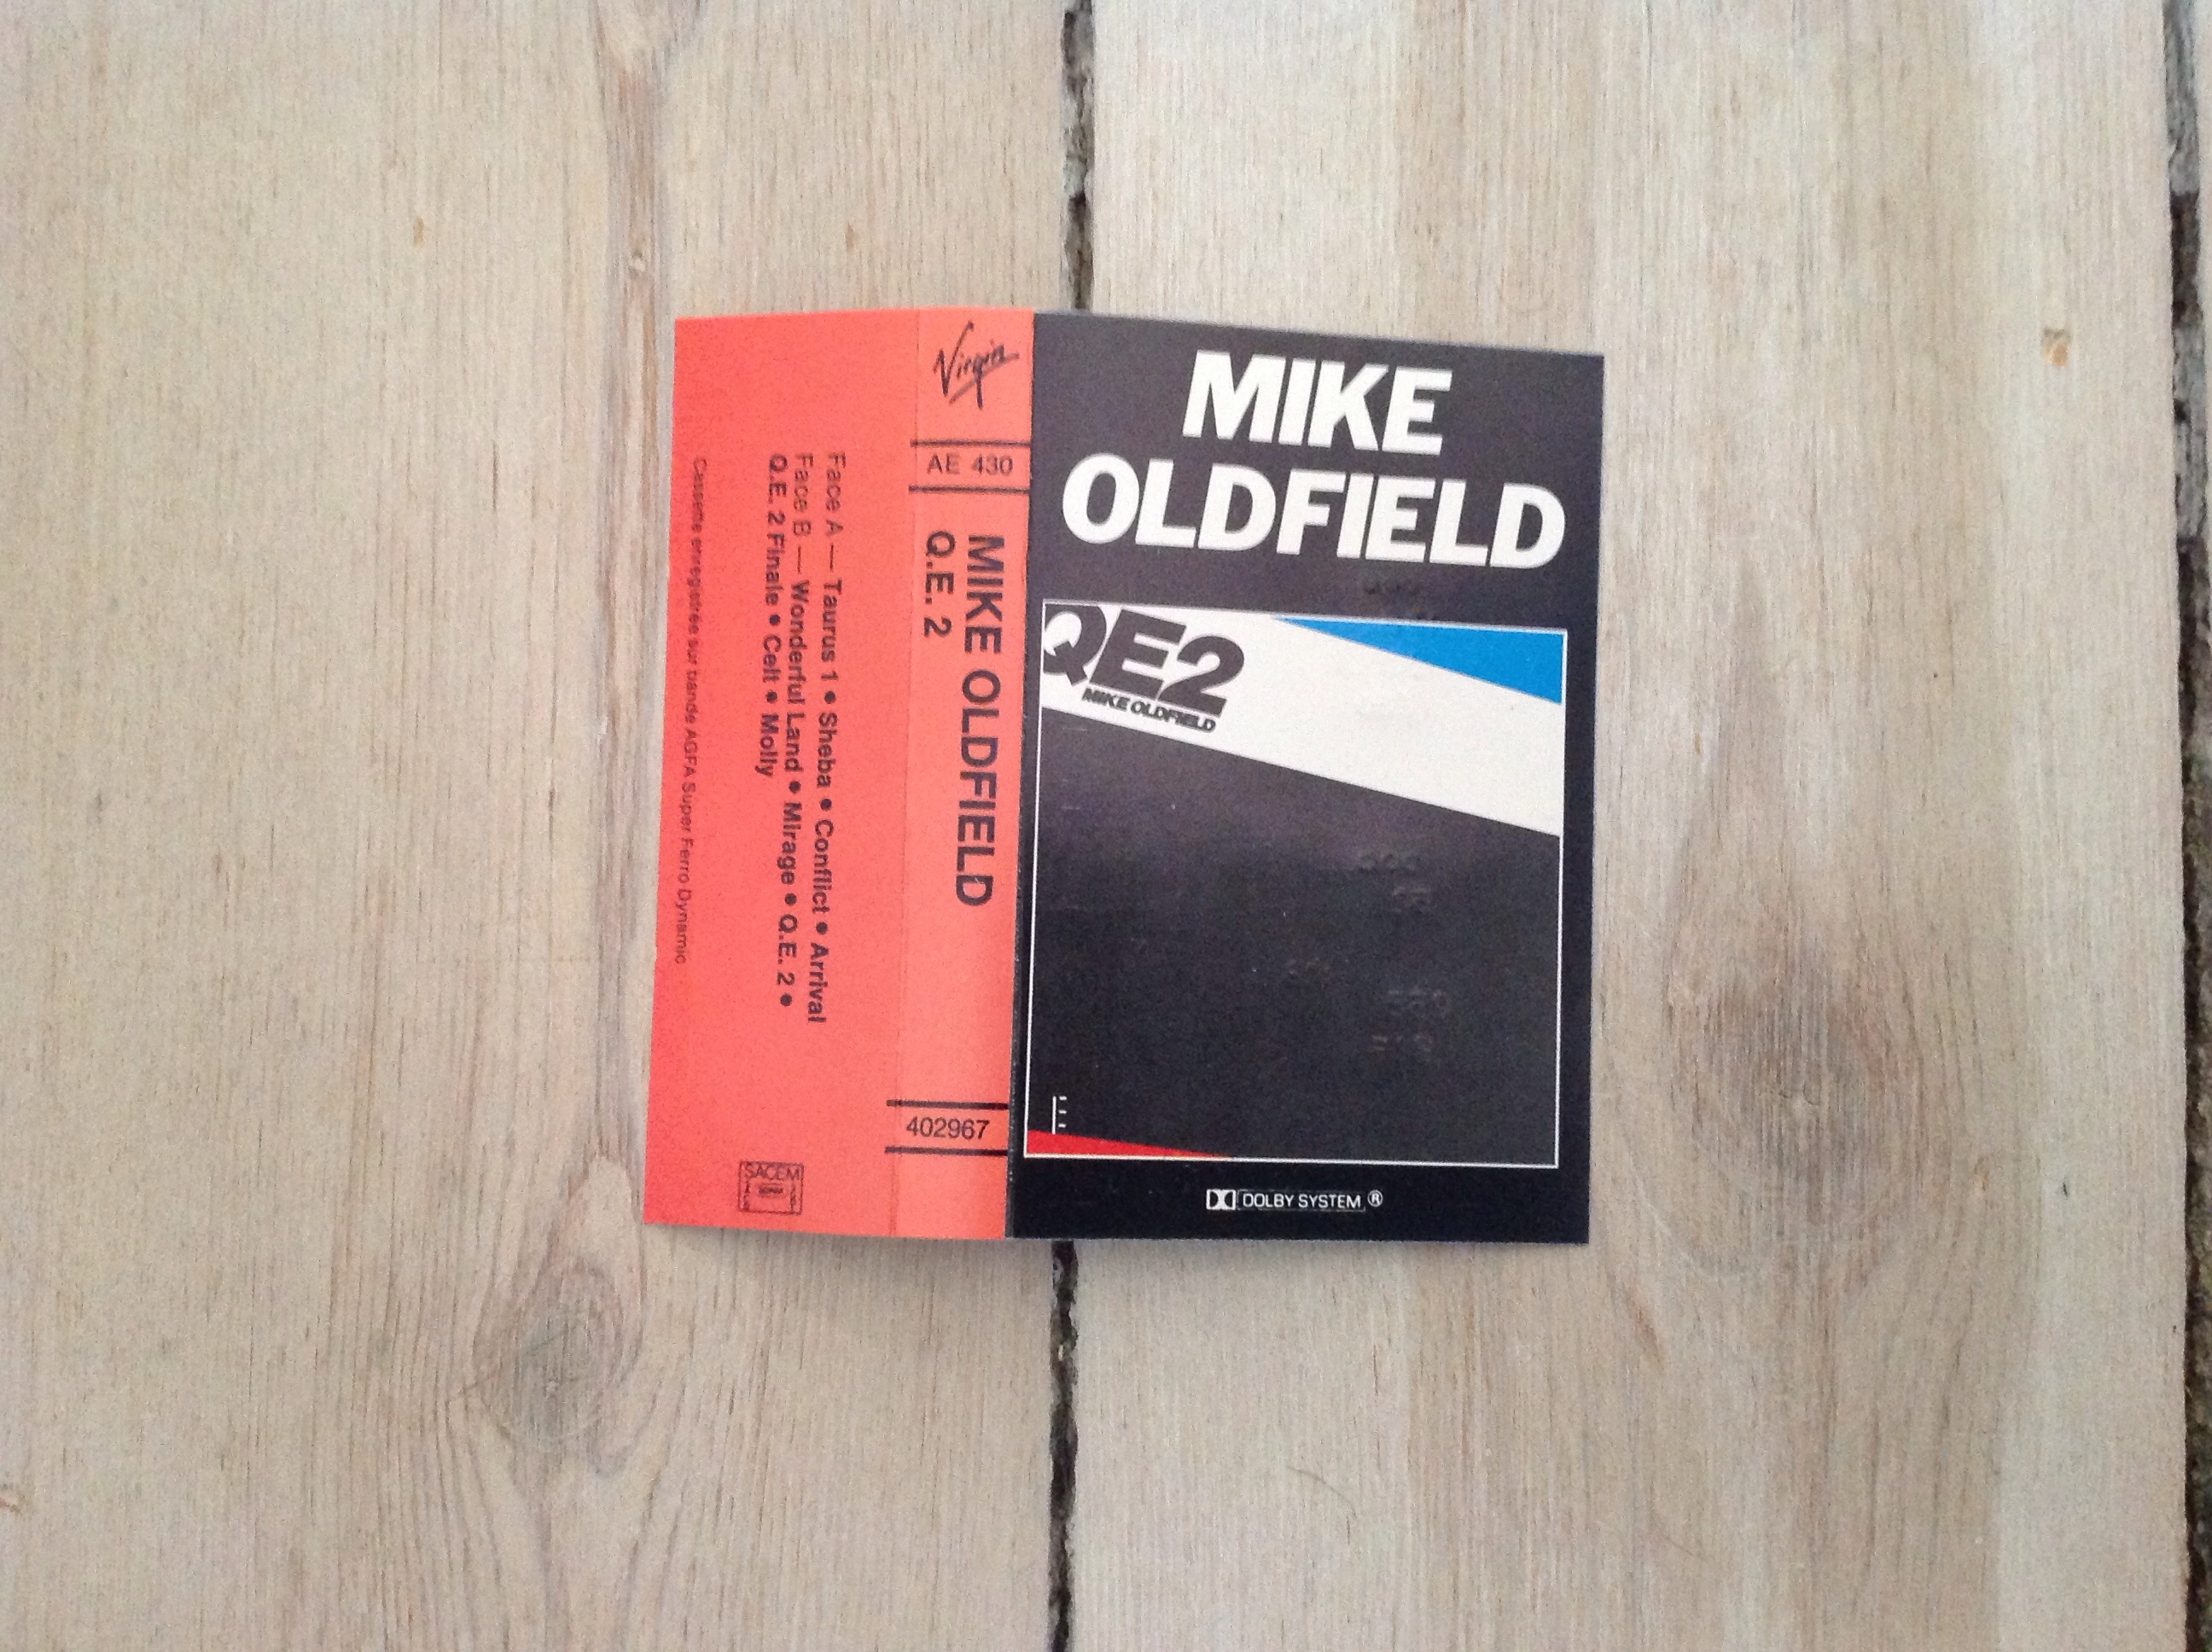 MIKE
OLDFIELD
QE2
MIKE OLDFIELD
DOLBY SYSTEM ®
Virgin
AE 430
MIKE OLDFIELD
Q.E. 2
402967
Face A — Taurus 1 • Sheba • Conflict • Arrival
Face B — Wonderful Land • Mirage • Q.E. 2 •
Q.E. 2 Finale • Celt • Molly
Cassette enregistrée sur bande AGFA Super Ferro Dynamic
SACEM